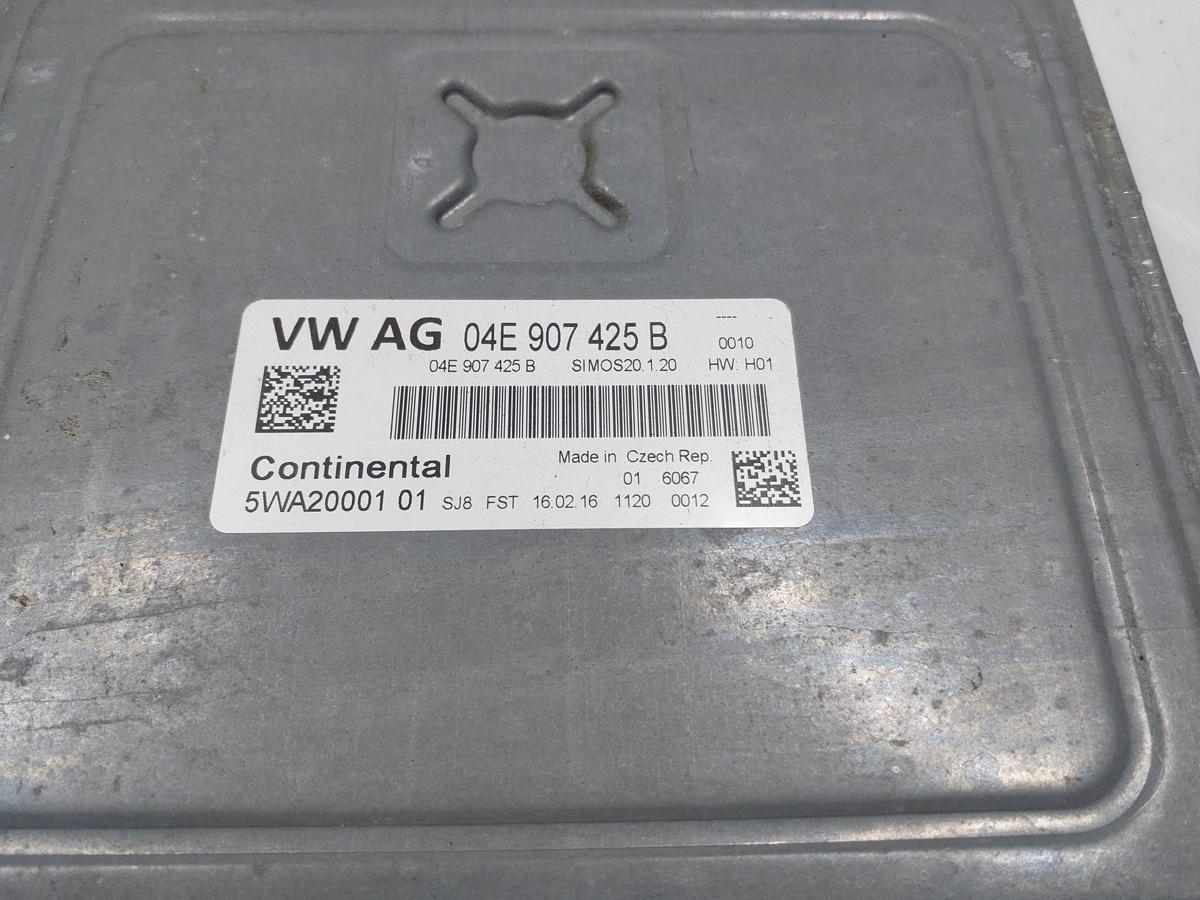 VW AG 04E 907 425 B ----
0010
04E 907 425 B SIMOS20.1.20 HW: H01
Continental Made in Czech Rep.
01 6067
5WA20001 01 SJ8 FST 16.02.16 1120 0012